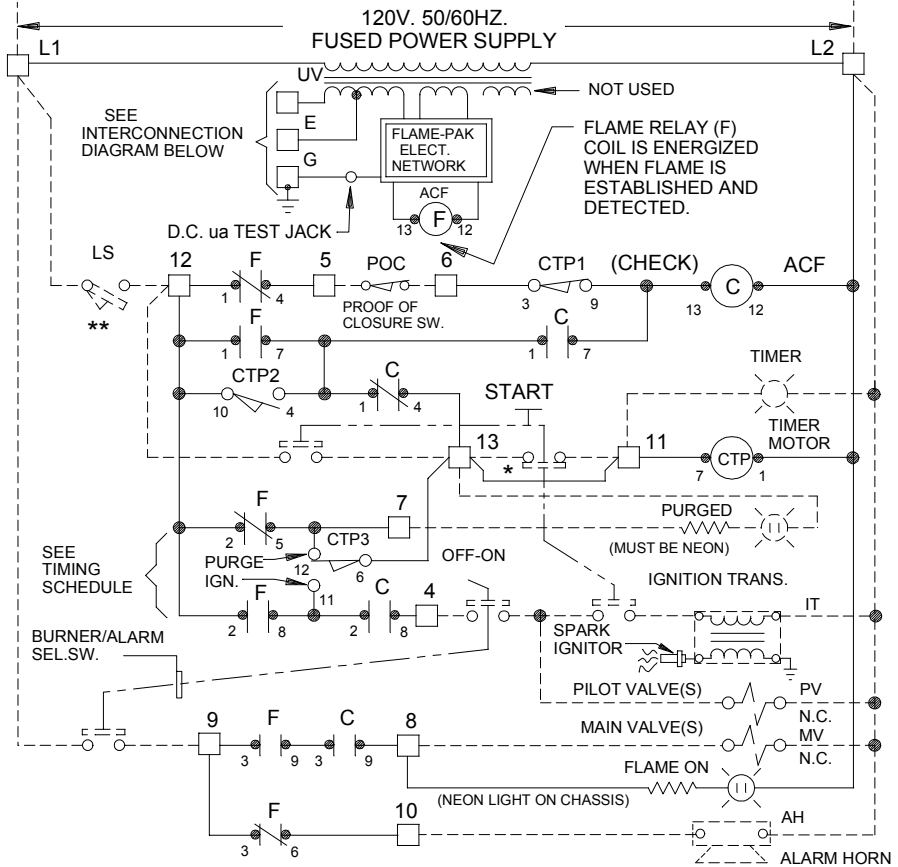 120V. 50/60HZ.
FUSED POWER SUPPLY
L1
L2
UV
NOT USED
SEE
INTERCONNECTION
DIAGRAM BELOW
E
G
FLAME-PAK
ELECT.
NETWORK
FLAME RELAY (F)
COIL IS ENERGIZED
WHEN FLAME IS
ESTABLISHED AND
DETECTED.
ACF
13 F 12
D.C. ua TEST JACK
LS
**
12
F
1 4
5
POC
PROOF OF
CLOSURE SW.
6
CTP1
3 9
(CHECK)
C
13 12
ACF
F
1 7
C
1 7
CTP2
10 4
C
1 4
START
TIMER
13
*
11
TIMER
MOTOR
7 CTP 1
F
2 5
7
PURGED
(MUST BE NEON)
SEE
TIMING
SCHEDULE
PURGE
IGN.
CTP3
12 6
11
OFF-ON
IGNITION TRANS.
F
2 8
C
2 8
4
IT
BURNER/ALARM
SEL.SW.
SPARK
IGNITOR
PILOT VALVE(S)
PV
N.C.
9
F
3 9
C
3 9
8
MAIN VALVE(S)
MV
N.C.
FLAME ON
(NEON LIGHT ON CHASSIS)
F
3 6
10
AH
ALARM HORN